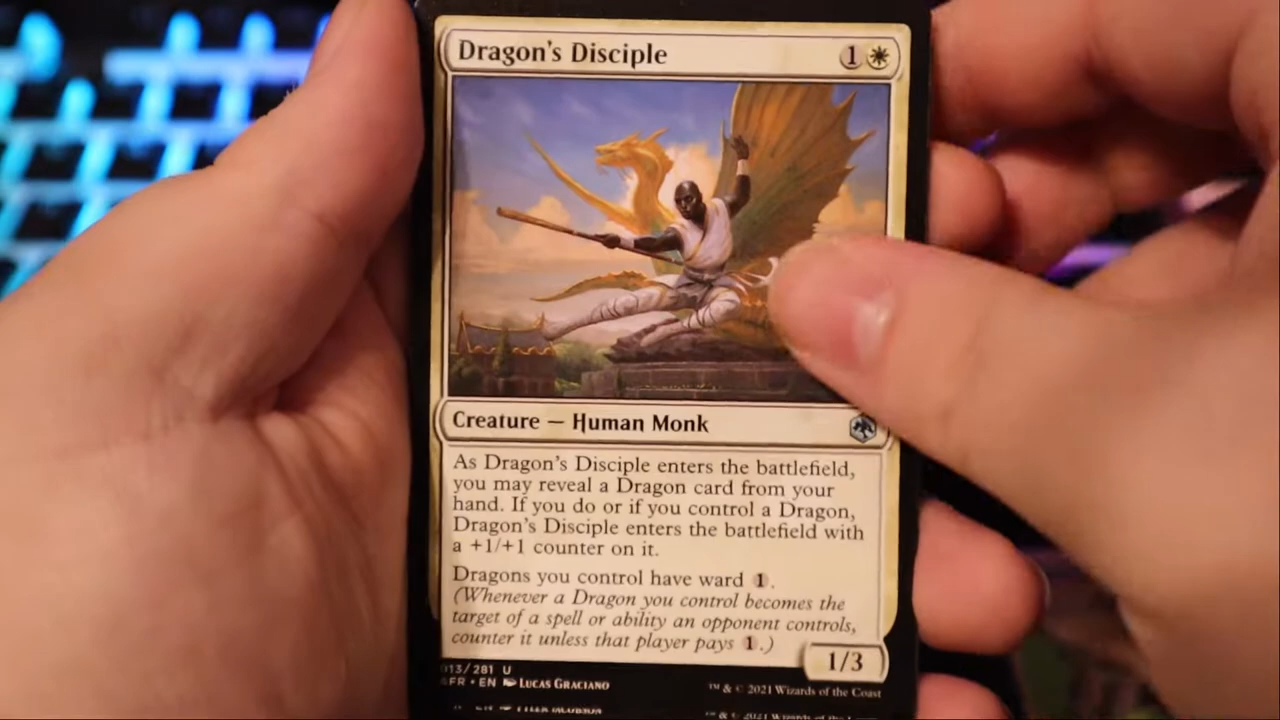 Dragon's Disciple 1
Creature — Human Monk
As Dragon's Disciple enters the battlefield,
you may reveal a Dragon card from your
hand. If you do or if you control a Dragon,
Dragon's Disciple enters the battlefield with
a +1/+1 counter on it.
Dragons you control have ward 1.
(Whenever a Dragon you control becomes the
target of a spell or ability an opponent controls,
counter it unless that player pays 1.)
1/3
013/281 U
AFR • EN LUCAS GRACIANO
™ & © 2021 Wizards of the Coast